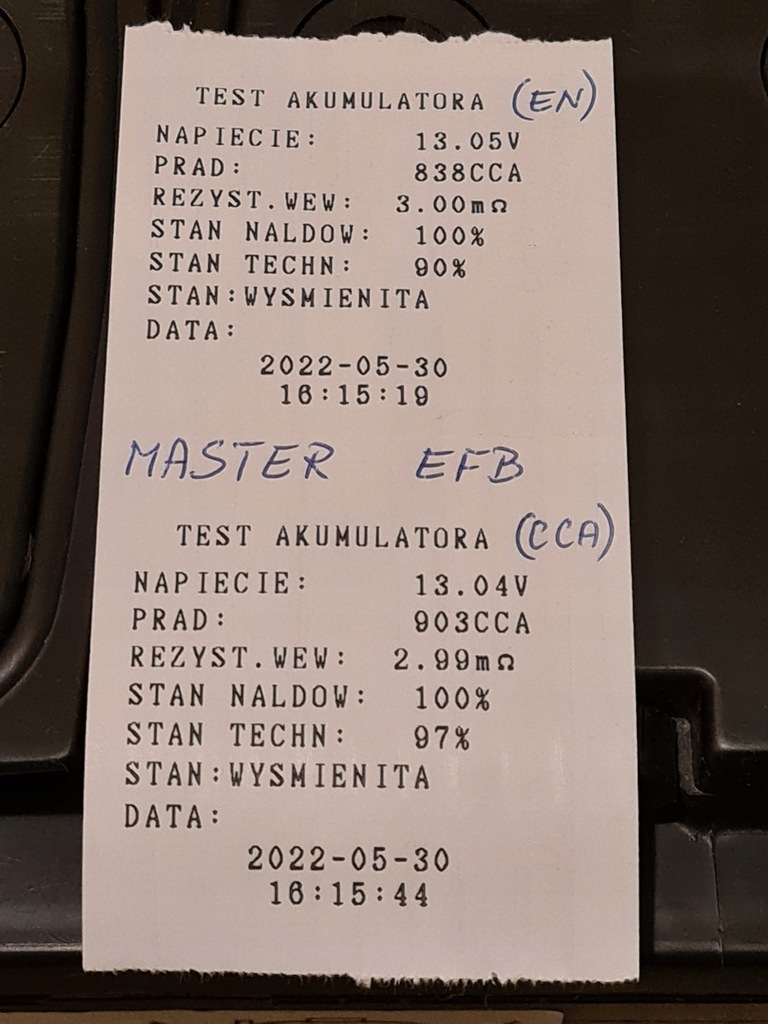 TEST AKUMULATORA (EN)
NAPIECIE: 13.05V
PRAD: 838CCA
REZYST.WEW: 3.00mΩ
STAN NALDOW: 100%
STAN TECHN: 90%
STAN:WYSMIENITA
DATA:
2022-05-30
16:15:19
MASTER EFB
TEST AKUMULATORA (CCA)
NAPIECIE: 13.04V
PRAD: 903CCA
REZYST.WEW: 2.99mΩ
STAN NALDOW: 100%
STAN TECHN: 97%
STAN:WYSMIENITA
DATA:
2022-05-30
16:15:44